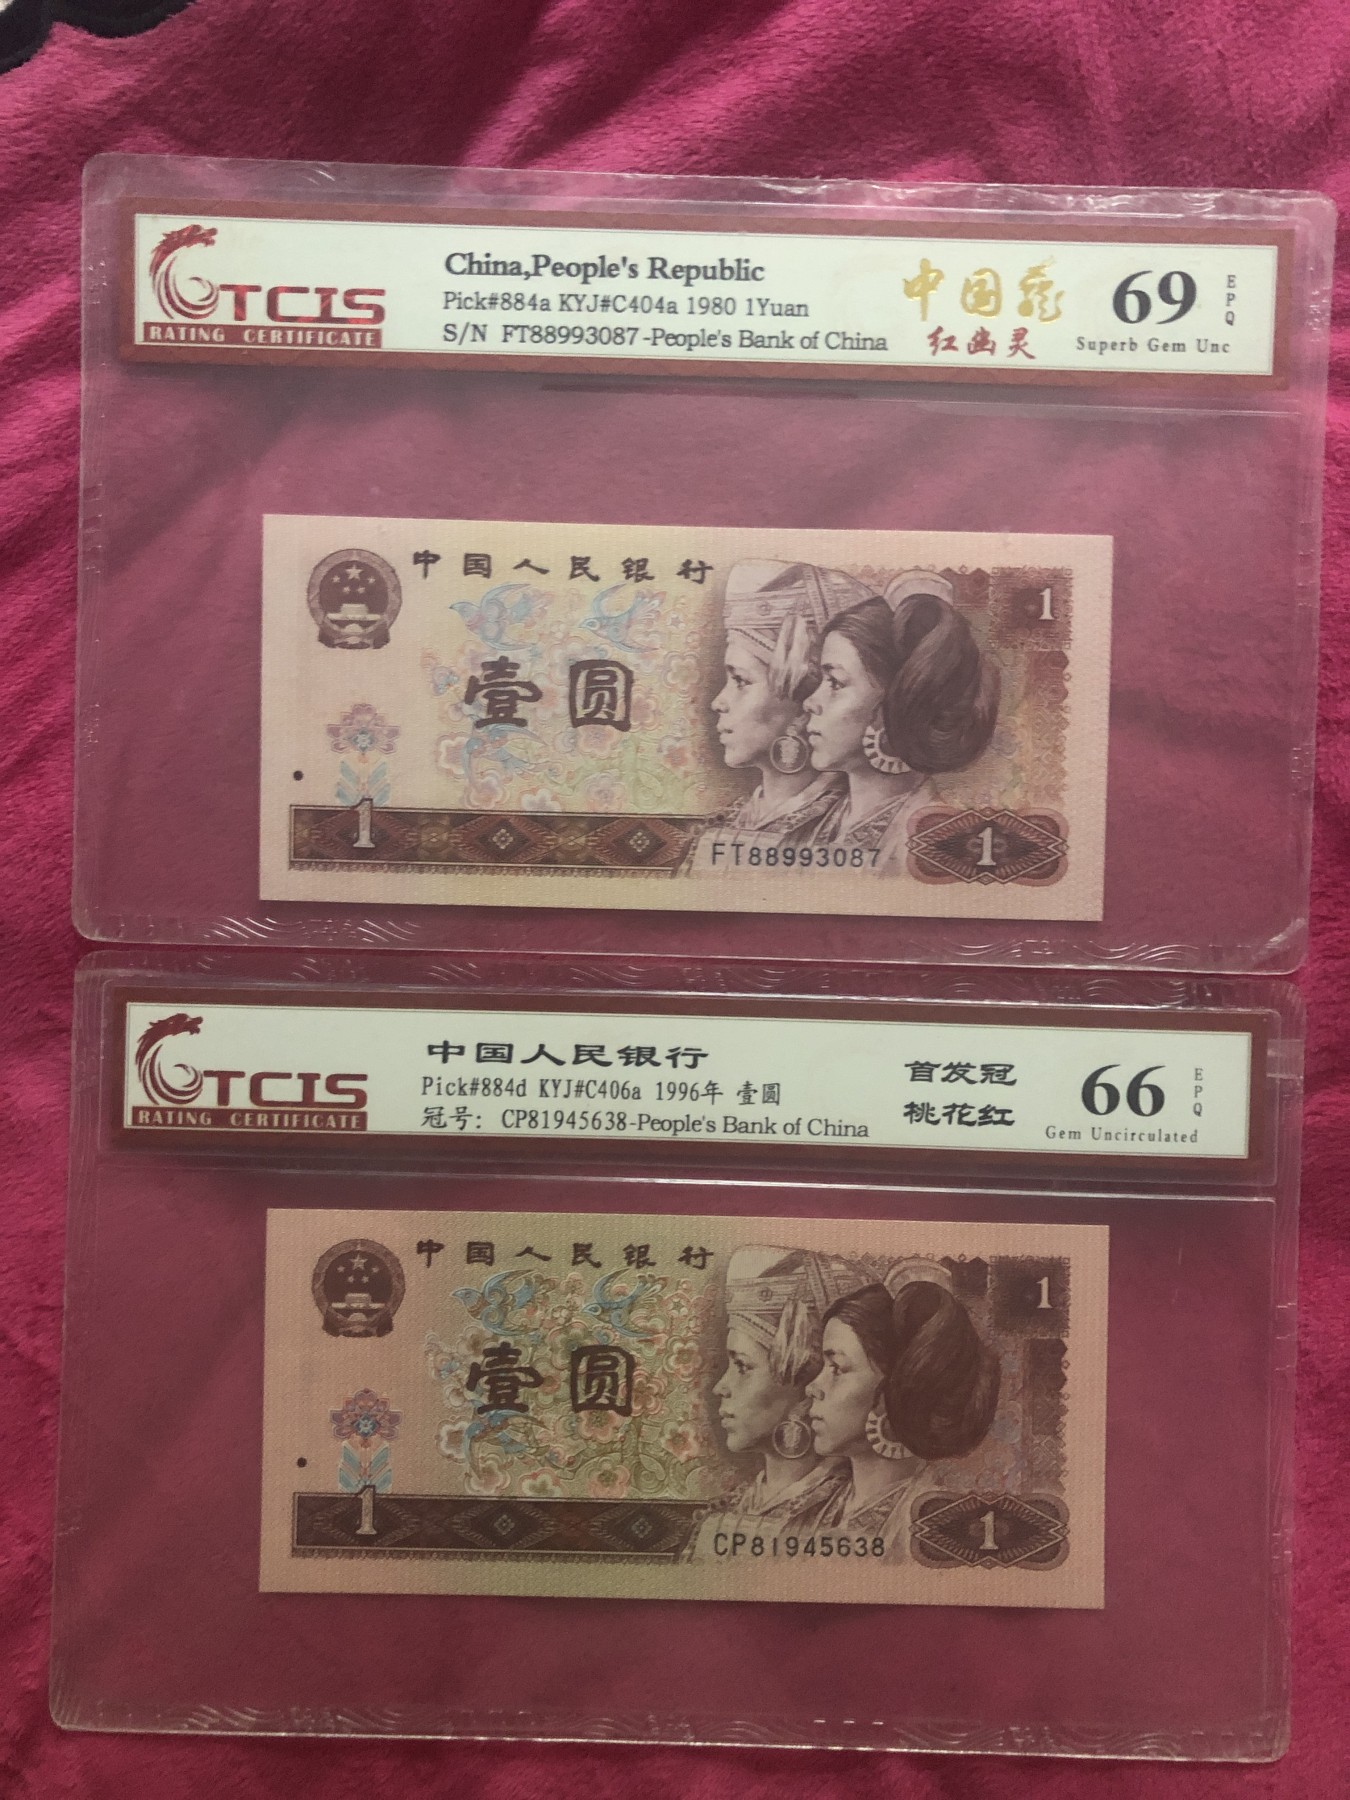 TCIS
RATING CERTIFICATE
China,People's Republic
Pick#884a KYJ#C404a 1980 1Yuan
S/N FT88993087-People's Bank of China
中国龍
红幽灵
69
EPQ
Superb Gem Unc
中国人民银行
1
壹圆
1
FT88993087
1
TCIS
RATING CERTIFICATE
中国人民银行
Pick#884d KYJ#C406a 1996年 壹圆
冠号: CP81945638-People's Bank of China
首发冠
桃花红
66
EPQ
Gem Uncirculated
中国人民银行
1
壹圆
1
CP81945638
1